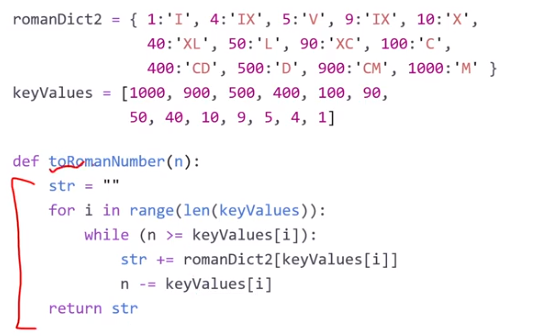 romanDict2 = { 1:'I', 4:'IX', 5:'V', 9:'IX', 10:'X',
40:'XL', 50:'L', 90:'XC', 100:'C',
400:'CD', 500:'D', 900:'CM', 1000:'M' }
keyValues = [1000, 900, 500, 400, 100, 90,
50, 40, 10, 9, 5, 4, 1]
def toRomanNumber(n):
str = ""
for i in range(len(keyValues)):
while (n >= keyValues[i]):
str += romanDict2[keyValues[i]]
n -= keyValues[i]
return str